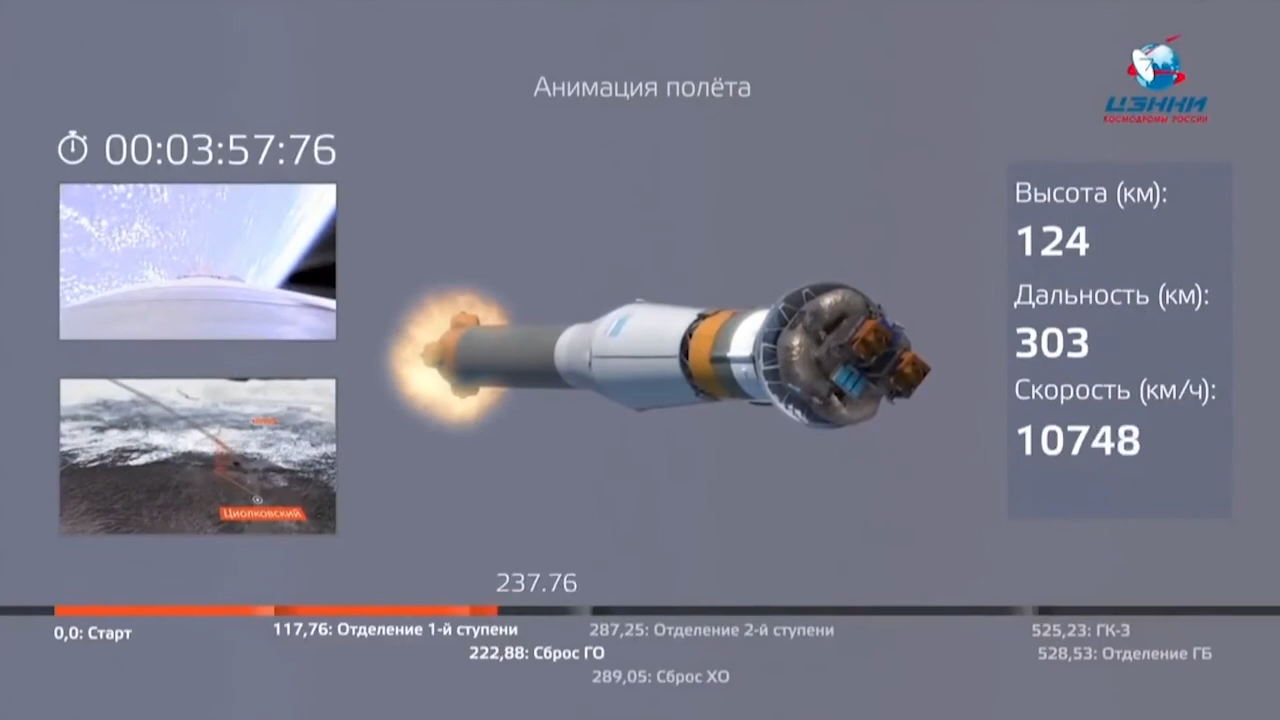 Анимация полёта
ЦЭНКИ
КОСМОДРОМЫ РОССИИ
00:03:57:76
Циолковский
Высота (км):
124
Дальность (км):
303
Скорость (км/ч):
10748
237.76
0,0: Старт
117,76: Отделение 1-й ступени
222,88: Сброс ГО
287,25: Отделение 2-й ступени
289,05: Сброс ХО
525,23: ГК-3
528,53: Отделение ГБ